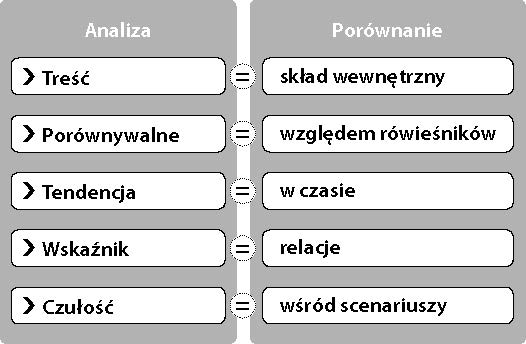 Analiza Porównanie
❯ Treść = skład wewnętrzny
❯ Porównywalne = względem rówieśników
❯ Tendencja = w czasie
❯ Wskaźnik = relacje
❯ Czułość = wśród scenariuszy